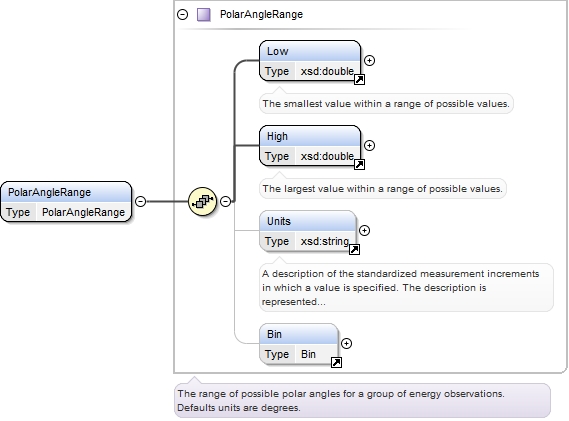 PolarAngleRange
Low
Type xsd:double
The smallest value within a range of possible values.
High
Type xsd:double
The largest value within a range of possible values.
PolarAngleRange
Type PolarAngleRange
Units
Type xsd:string
A description of the standardized measurement increments
in which a value is specified. The description is
represented...
Bin
Type Bin
The range of possible polar angles for a group of energy observations.
Defaults units are degrees.